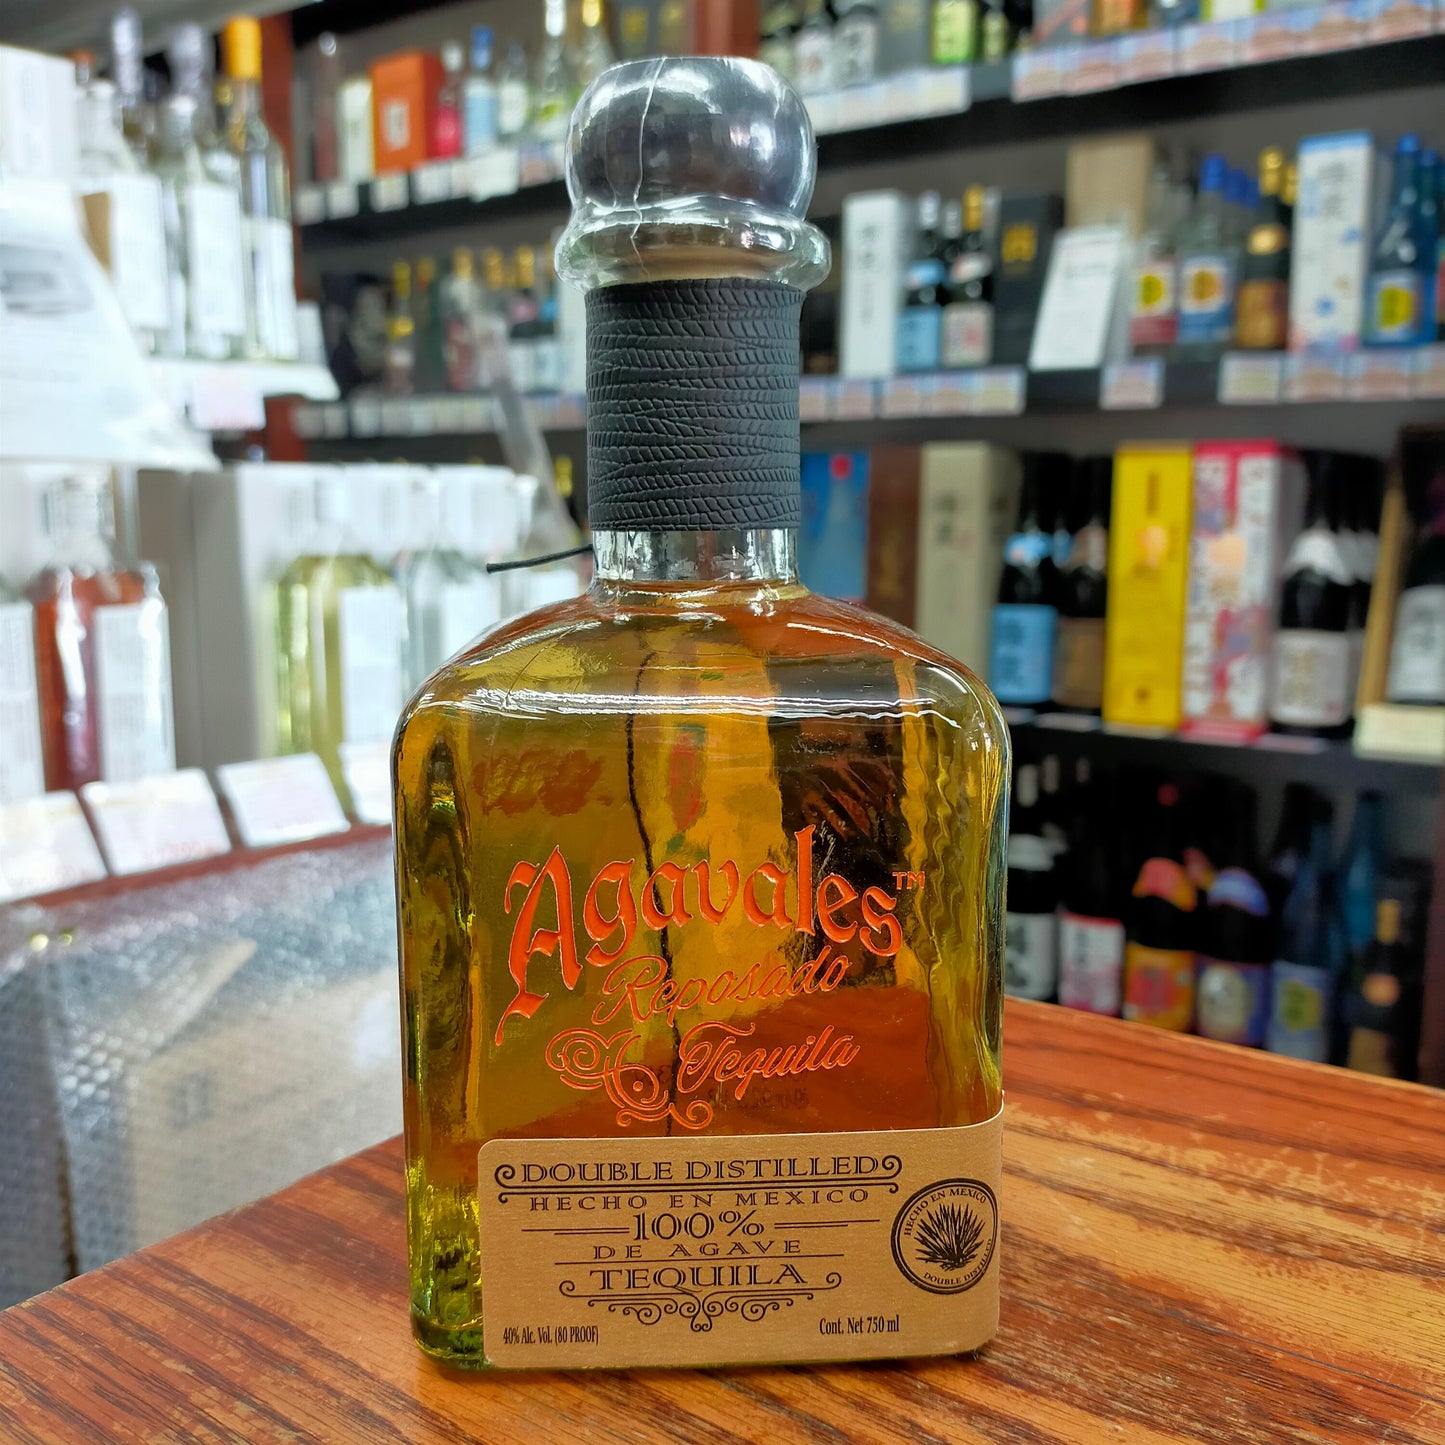 Agavales™
Reposado
Tequila
DOUBLE DISTILLED
HECHO EN MEXICO
100%
DE AGAVE
TEQUILA
40% Alc. Vol. (80 PROOF)
Cont. Net 750 ml
HECHO EN MEXICO
DOUBLE DISTILLED